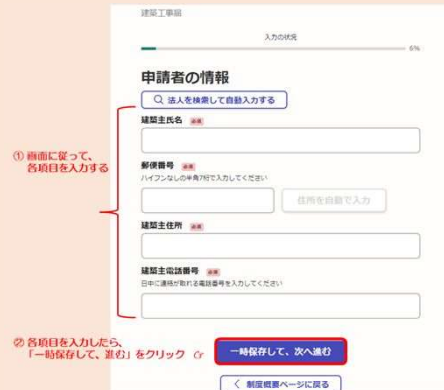 建築工事届
入力の状況
6%
申請者の情報
法人を検索して自動入力する
建築主氏名 必須
① 画面に従って、
各項目を入力する
郵便番号 必須
ハイフンなしの半角7桁で入力してください
住所を自動で入力
建築主住所 必須
建築主電話番号 必須
日中に連絡が取れる電話番号を入力してください
② 各項目を入力したら、
「一時保存して、進む」をクリック
一時保存して、次へ進む
く 制度概要ページに戻る